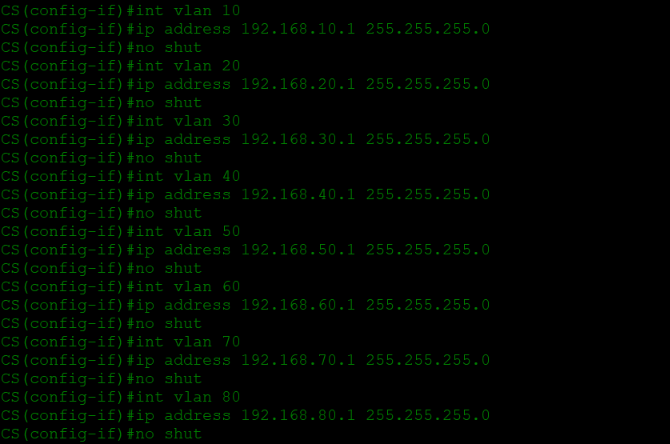 CS(config-if)#int vlan 10
CS(config-if)#ip address 192.168.10.1 255.255.255.0
CS(config-if)#no shut
CS(config-if)#int vlan 20
CS(config-if)#ip address 192.168.20.1 255.255.255.0
CS(config-if)#no shut
CS(config-if)#int vlan 30
CS(config-if)#ip address 192.168.30.1 255.255.255.0
CS(config-if)#no shut
CS(config-if)#int vlan 40
CS(config-if)#ip address 192.168.40.1 255.255.255.0
CS(config-if)#no shut
CS(config-if)#int vlan 50
CS(config-if)#ip address 192.168.50.1 255.255.255.0
CS(config-if)#no shut
CS(config-if)#int vlan 60
CS(config-if)#ip address 192.168.60.1 255.255.255.0
CS(config-if)#no shut
CS(config-if)#int vlan 70
CS(config-if)#ip address 192.168.70.1 255.255.255.0
CS(config-if)#no shut
CS(config-if)#int vlan 80
CS(config-if)#ip address 192.168.80.1 255.255.255.0
CS(config-if)#no shut